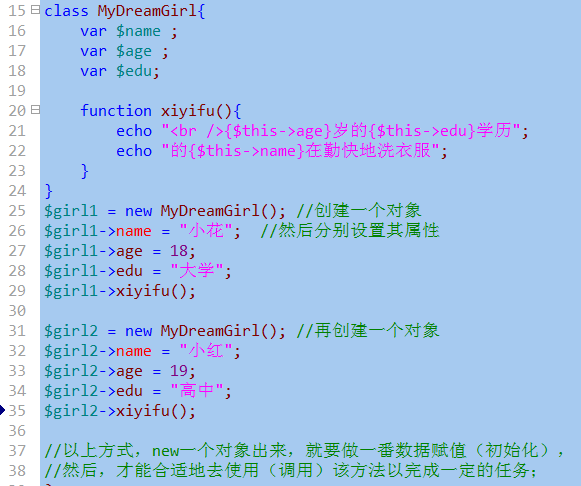 15 class MyDreamGirl{
16 var $name ;
17 var $age ;
18 var $edu;
19
20 function xiyifu(){
21 echo "<br />{$this->age}岁的{$this->edu}学历";
22 echo "的{$this->name}在勤快地洗衣服";
23 }
24 }
25 $girl1 = new MyDreamGirl(); //创建一个对象
26 $girl1->name = "小花"; //然后分别设置其属性
27 $girl1->age = 18;
28 $girl1->edu = "大学";
29 $girl1->xiyifu();
30
31 $girl2 = new MyDreamGirl(); //再创建一个对象
32 $girl2->name = "小红";
33 $girl2->age = 19;
34 $girl2->edu = "高中";
35 $girl2->xiyifu();
36
37 //以上方式，new一个对象出来，就要做一番数据赋值（初始化），
38 //然后，才能合适地去使用（调用）该方法以完成一定的任务；